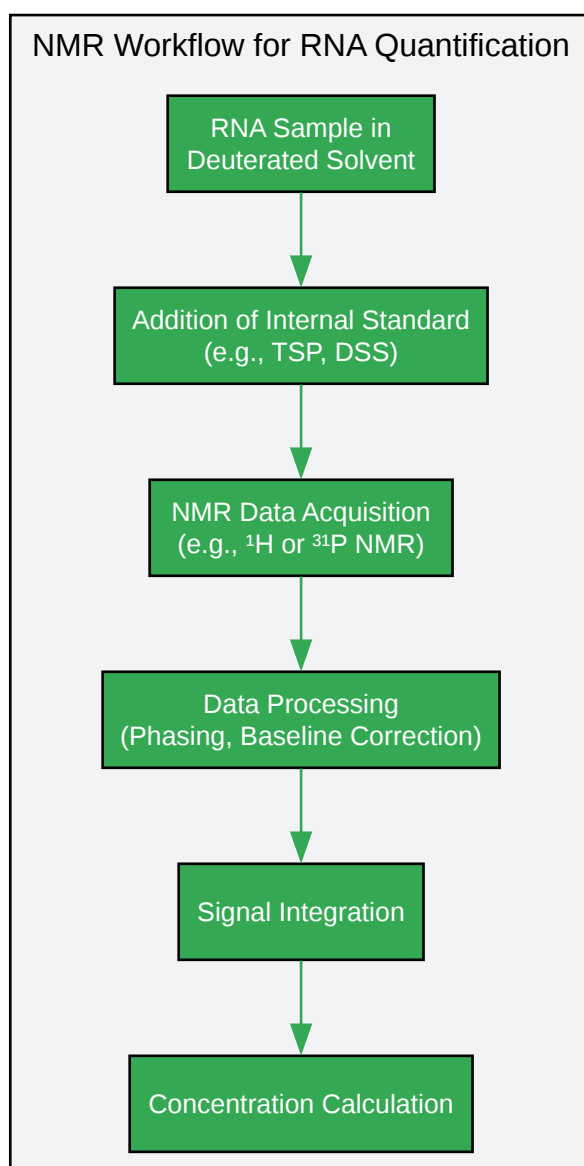 NMR Workflow for RNA Quantification
RNA Sample in
Deuterated Solvent
Addition of Internal Standard
(e.g., TSP, DSS)
NMR Data Acquisition
(e.g., ¹H or ³¹P NMR)
Data Processing
(Phasing, Baseline Correction)
Signal Integration
Concentration Calculation